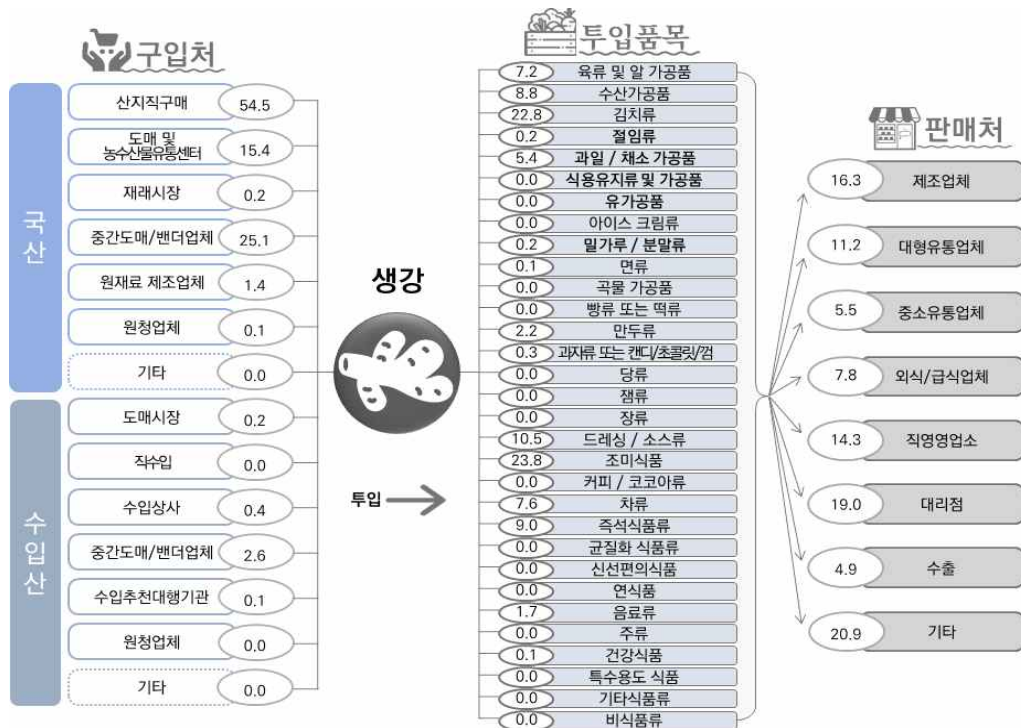 구입처
국산
산지직구매 54.5
도매 및
농수산물유통센터 15.4
재래시장 0.2
중간도매/밴더업체 25.1
원재료 제조업체 1.4
원청업체 0.1
기타 0.0
수입산
도매시장 0.2
직수입 0.0
수입상사 0.4
중간도매/밴더업체 2.6
수입추천대행기관 0.1
원청업체 0.0
기타 0.0
생강
투입
투입품목
7.2 육류 및 알 가공품
8.8 수산가공품
22.8 김치류
0.2 절임류
5.4 과일 / 채소 가공품
0.0 식용유지류 및 가공품
0.0 유가공품
0.0 아이스 크림류
0.2 밀가루 / 분말류
0.1 면류
0.0 곡물 가공품
0.0 빵류 또는 떡류
2.2 만두류
0.3 과자류 또는 캔디/초콜릿/껌
0.0 당류
0.0 잼류
0.0 장류
10.5 드레싱 / 소스류
23.8 조미식품
0.0 커피 / 코코아류
7.6 차류
9.0 즉석식품류
0.0 균질화 식품류
0.0 신선편의식품
0.0 연식품
1.7 음료류
0.0 주류
0.1 건강식품
0.0 특수용도 식품
0.0 기타식품류
0.0 비식품류
판매처
16.3 제조업체
11.2 대형유통업체
5.5 중소유통업체
7.8 외식/급식업체
14.3 직영영업소
19.0 대리점
4.9 수출
20.9 기타